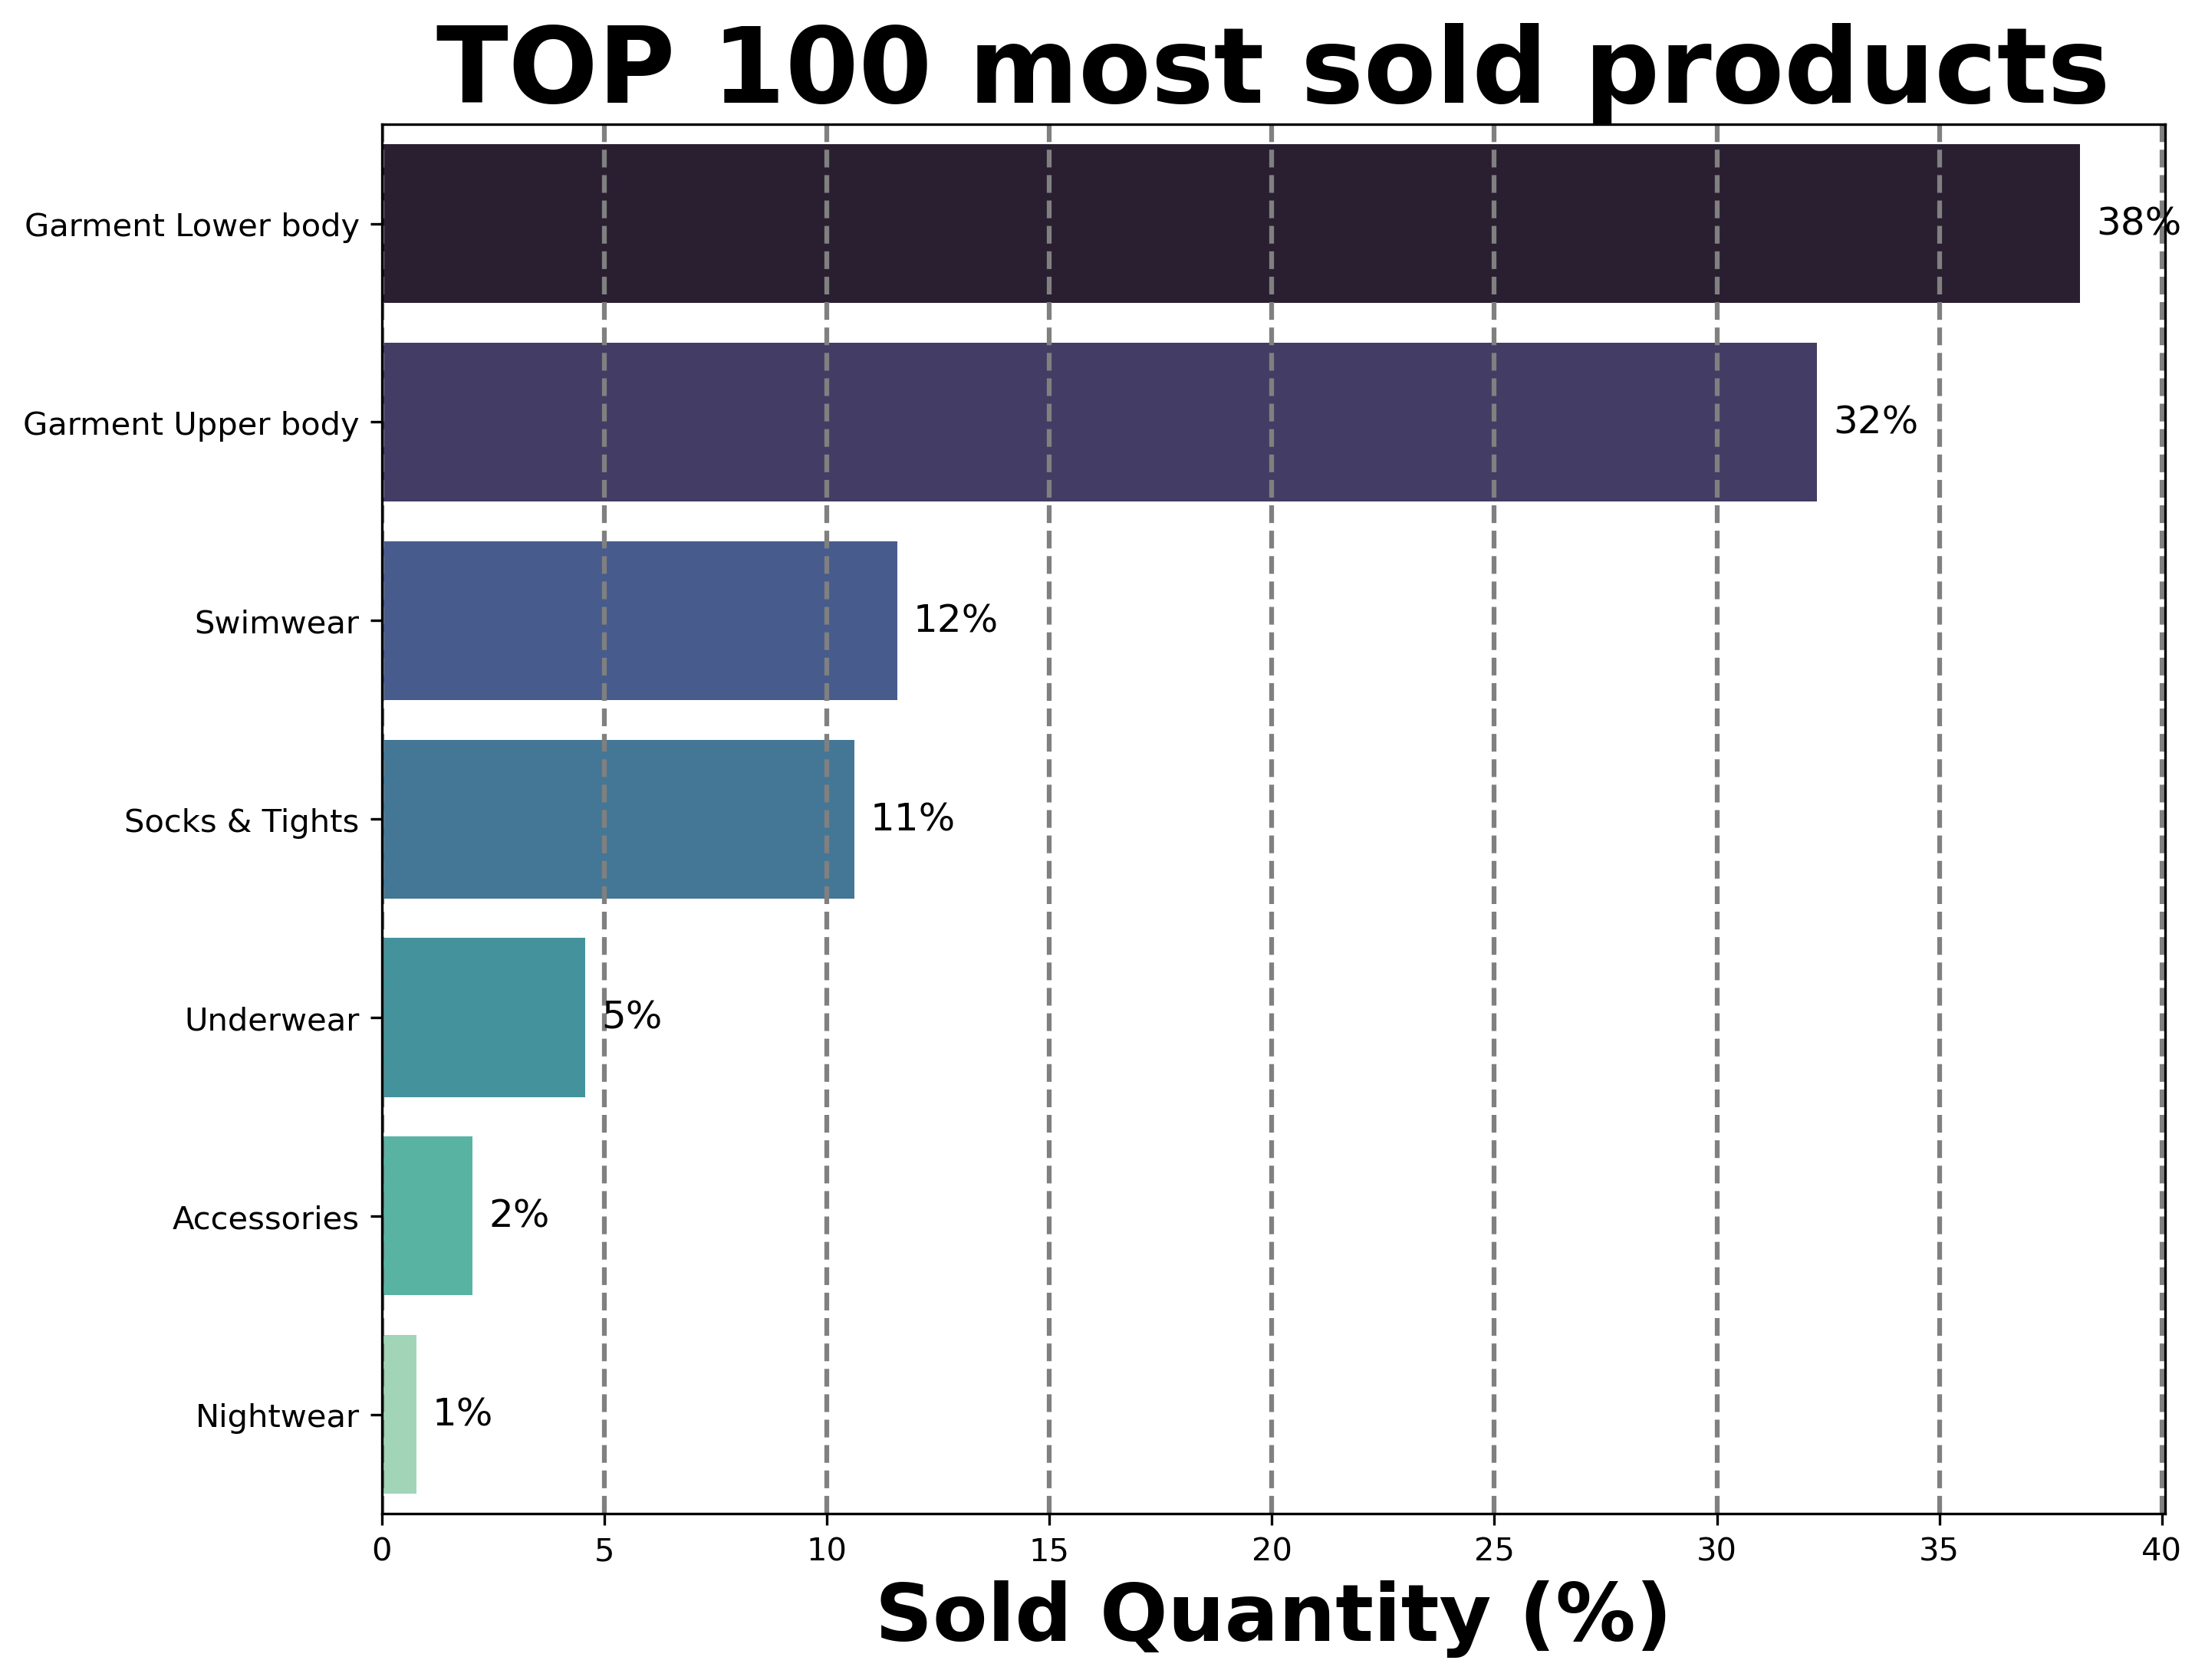 TOP 100 most sold products
Garment Lower body
38%
Garment Upper body
32%
Swimwear
12%
Socks & Tights
11%
Underwear
5%
Accessories
2%
Nightwear
1%
0 5 10 15 20 25 30 35 40
Sold Quantity (%)